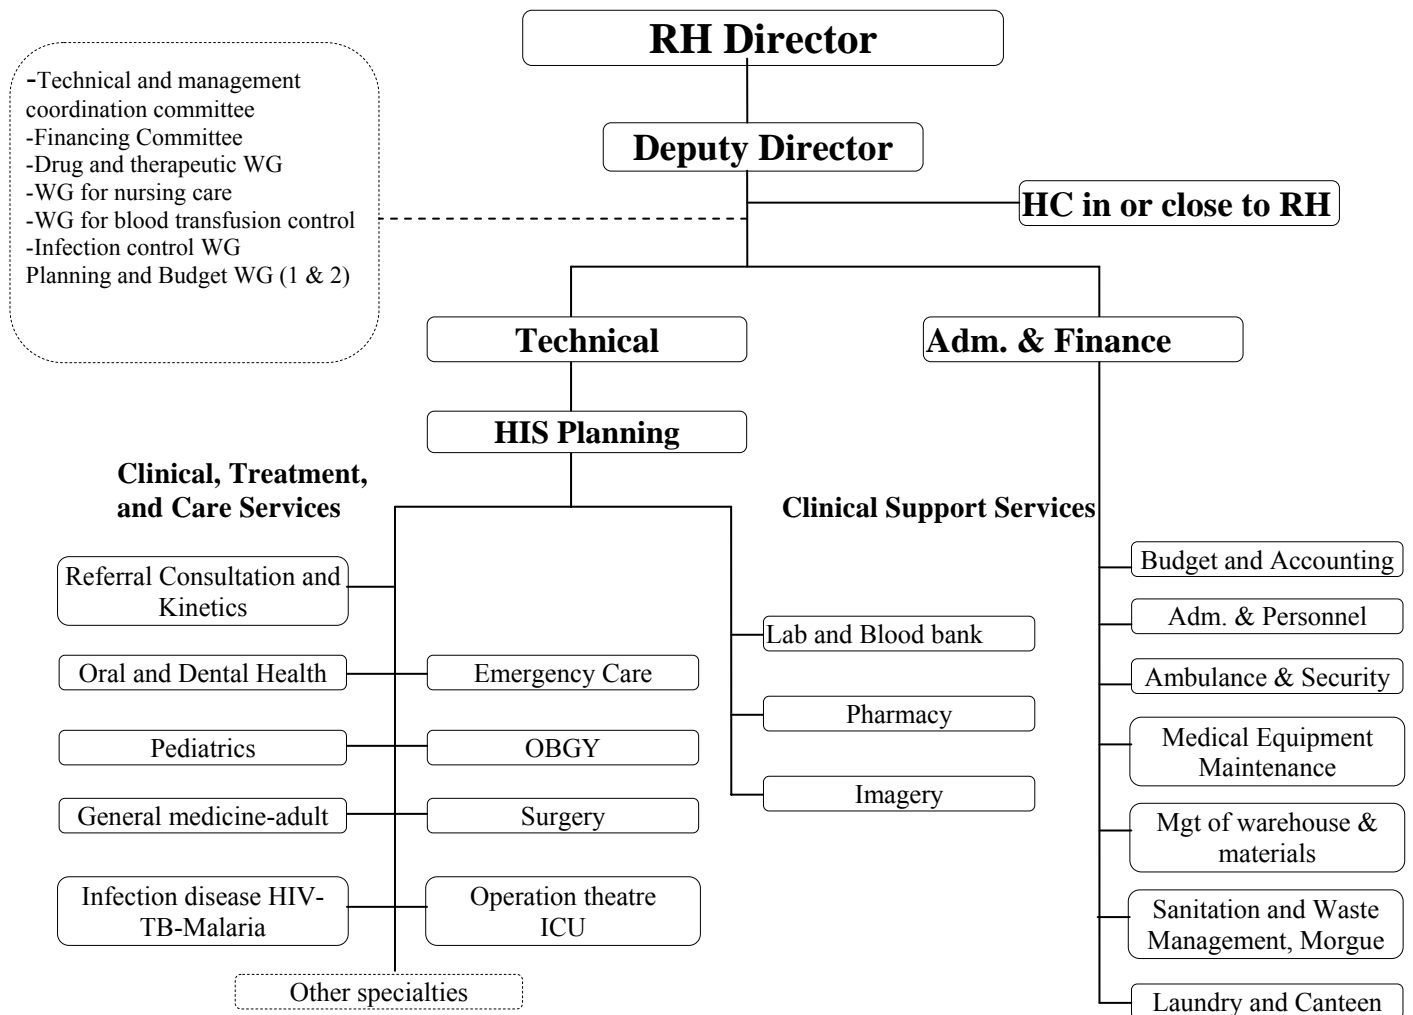 RH Director
-Technical and management
coordination committee
-Financing Committee
-Drug and therapeutic WG
-WG for nursing care
-WG for blood transfusion control
-Infection control WG
Planning and Budget WG (1 & 2)
Deputy Director
HC in or close to RH
Technical
Adm. & Finance
HIS Planning
Clinical, Treatment,
and Care Services
Clinical Support Services
Referral Consultation and
Kinetics
Oral and Dental Health
Emergency Care
Pediatrics
OBGY
General medicine-adult
Surgery
Infection disease HIV-
TB-Malaria
Operation theatre
ICU
Other specialties
Lab and Blood bank
Pharmacy
Imagery
Budget and Accounting
Adm. & Personnel
Ambulance & Security
Medical Equipment
Maintenance
Mgt of warehouse &
materials
Sanitation and Waste
Management, Morgue
Laundry and Canteen